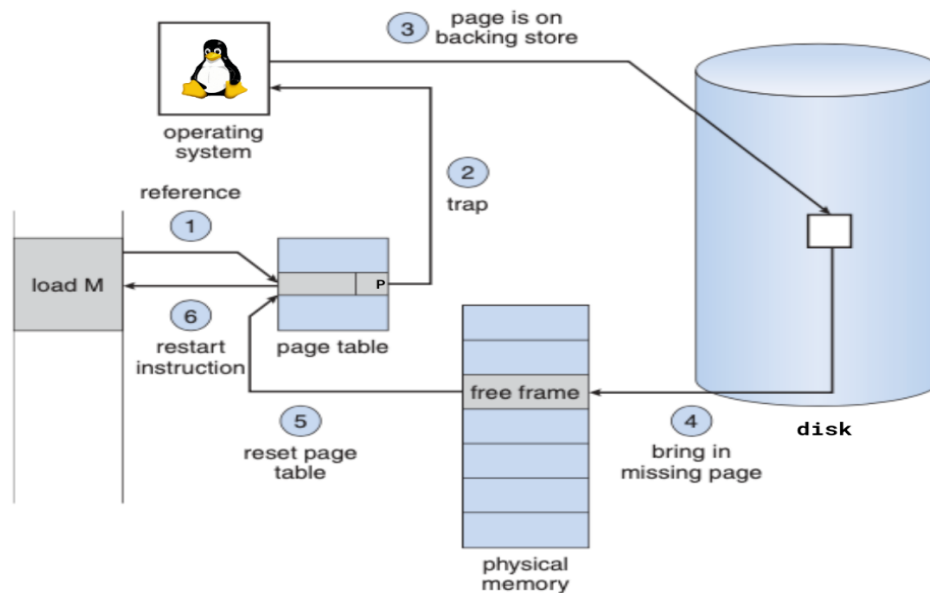 3
page is on
backing store
operating
system
2
trap
reference
1
load M
P
6
restart
instruction
page table
free frame
5
reset page
table
4
bring in
missing page
disk
physical
memory